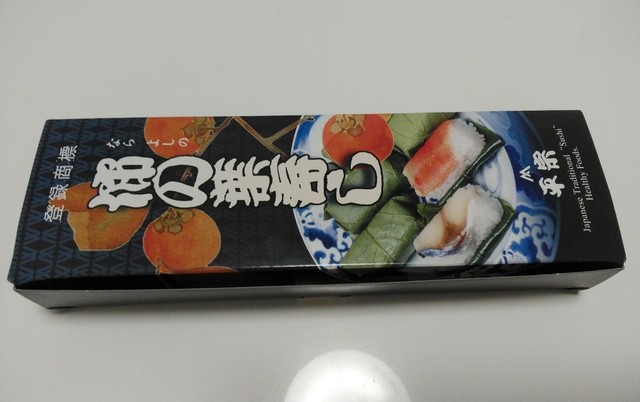 登録商標
なら よしの
柿の葉寿し
平宗
Japanese Traditional "Sushi"
Healthy Foods.